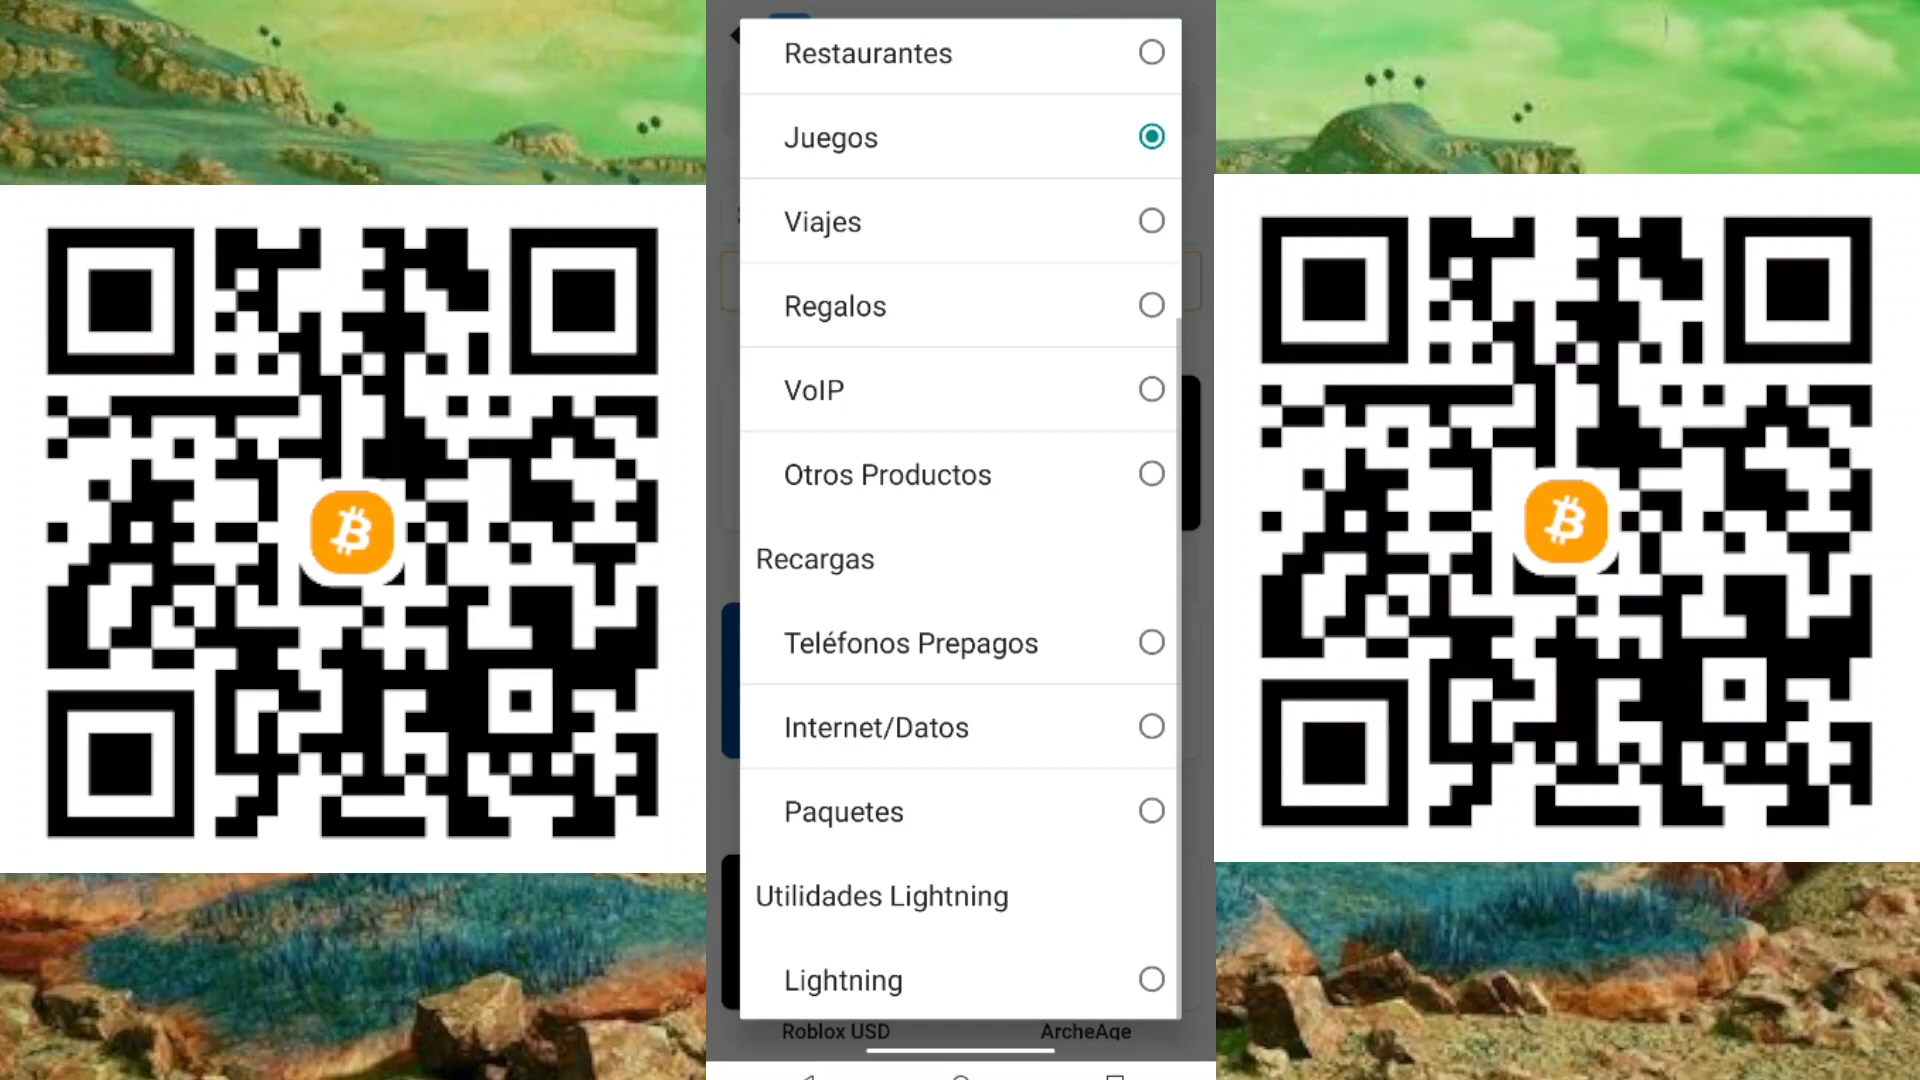 Restaurantes
Juegos
Viajes
Regalos
VoIP
Otros Productos
Recargas
Teléfonos Prepagos
Internet/Datos
Paquetes
Utilidades Lightning
Lightning
Roblox USD
ArcheAge